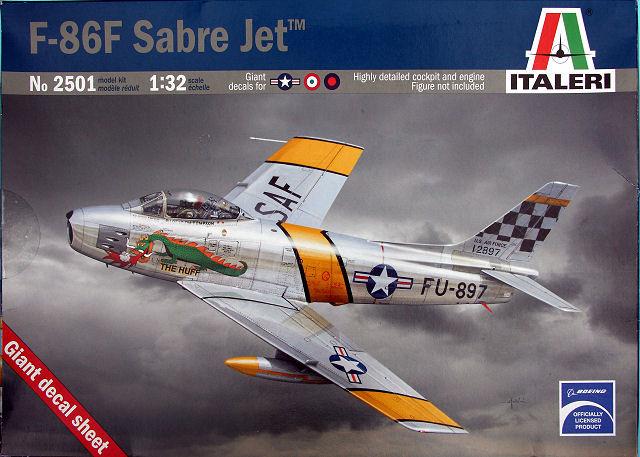 F-86F Sabre Jet™
No 2501 model kit
modèle réduit
1:32 scale
échelle
Giant
decals for
Highly detailed cockpit and engine
Figure not included
ITALERI
USAF
U.S. AIR FORCE
12897
THE HUFF
FU-897
Giant decal sheet
BOEING
OFFICIALLY
LICENSED
PRODUCT